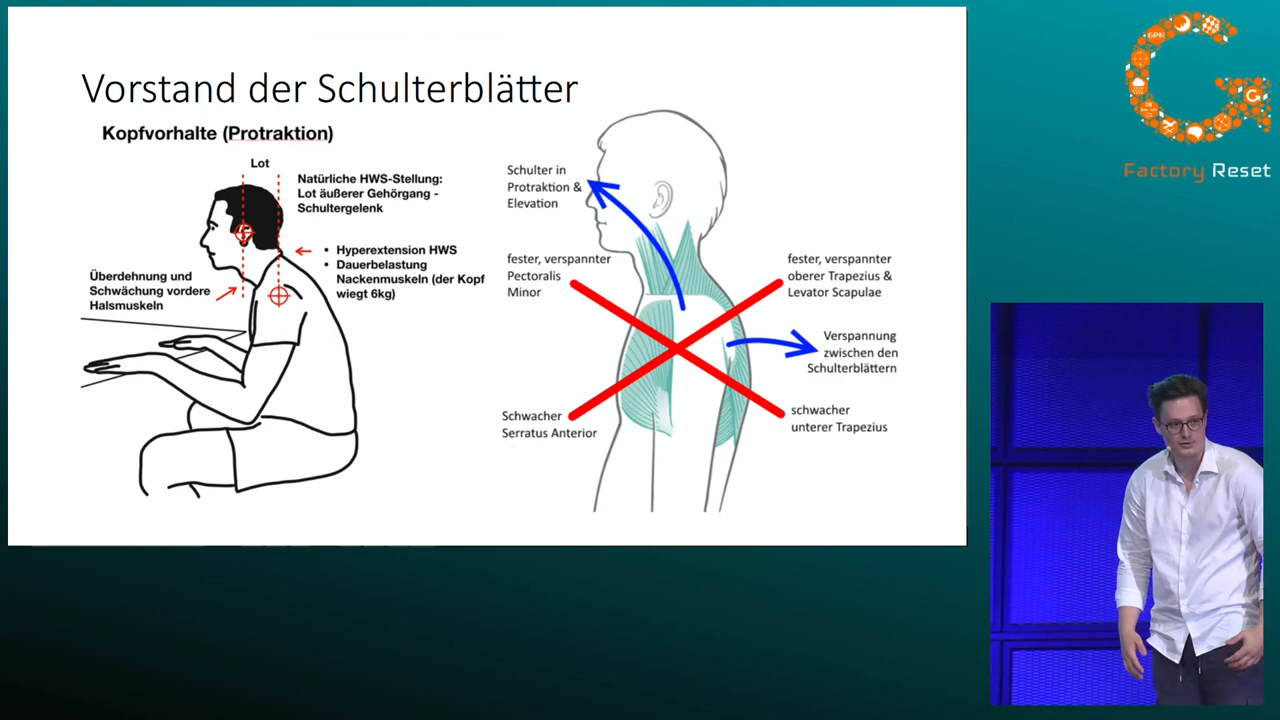 Vorstand der Schulterblätter
Kopfvorhalte (Protraktion)
Lot
Natürliche HWS-Stellung:
Lot äußerer Gehörgang -
Schultergelenk
• Hyperextension HWS
• Dauerbelastung
Nackenmuskeln (der Kopf
wiegt 6kg)
Überdehnung und
Schwächung vordere
Halsmuskeln
Schulter in
Protraktion &
Elevation
fester, verspannter
Pectoralis
Minor
fester, verspannter
oberer Trapezius &
Levator Scapulae
Verspannung
zwischen den
Schulterblättern
Schwacher
Serratus Anterior
schwacher
unterer Trapezius
GPN
G
Factory Reset